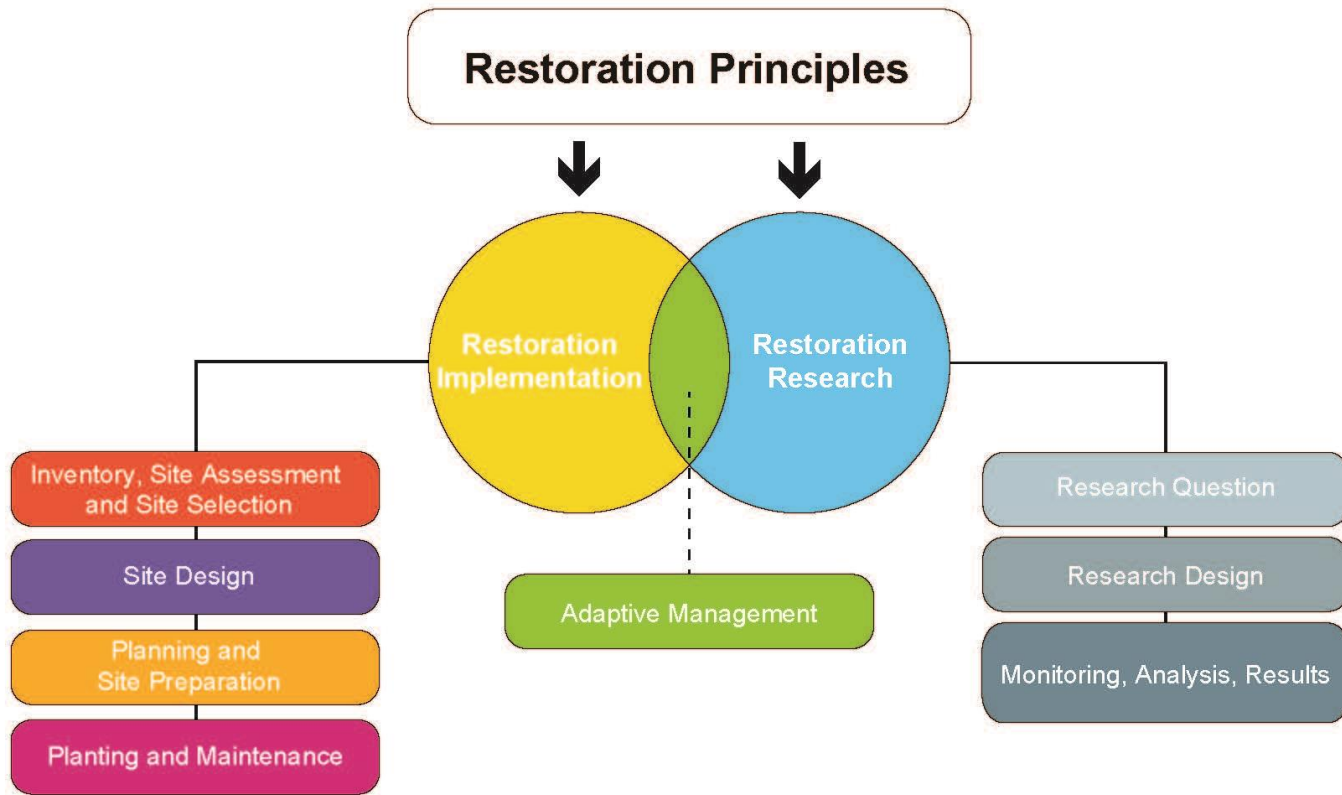 Restoration Principles
Restoration
Implementation
Restoration
Research
Inventory, Site Assessment
and Site Selection
Site Design
Planning and
Site Preparation
Planting and Maintenance
Adaptive Management
Research Question
Research Design
Monitoring, Analysis, Results